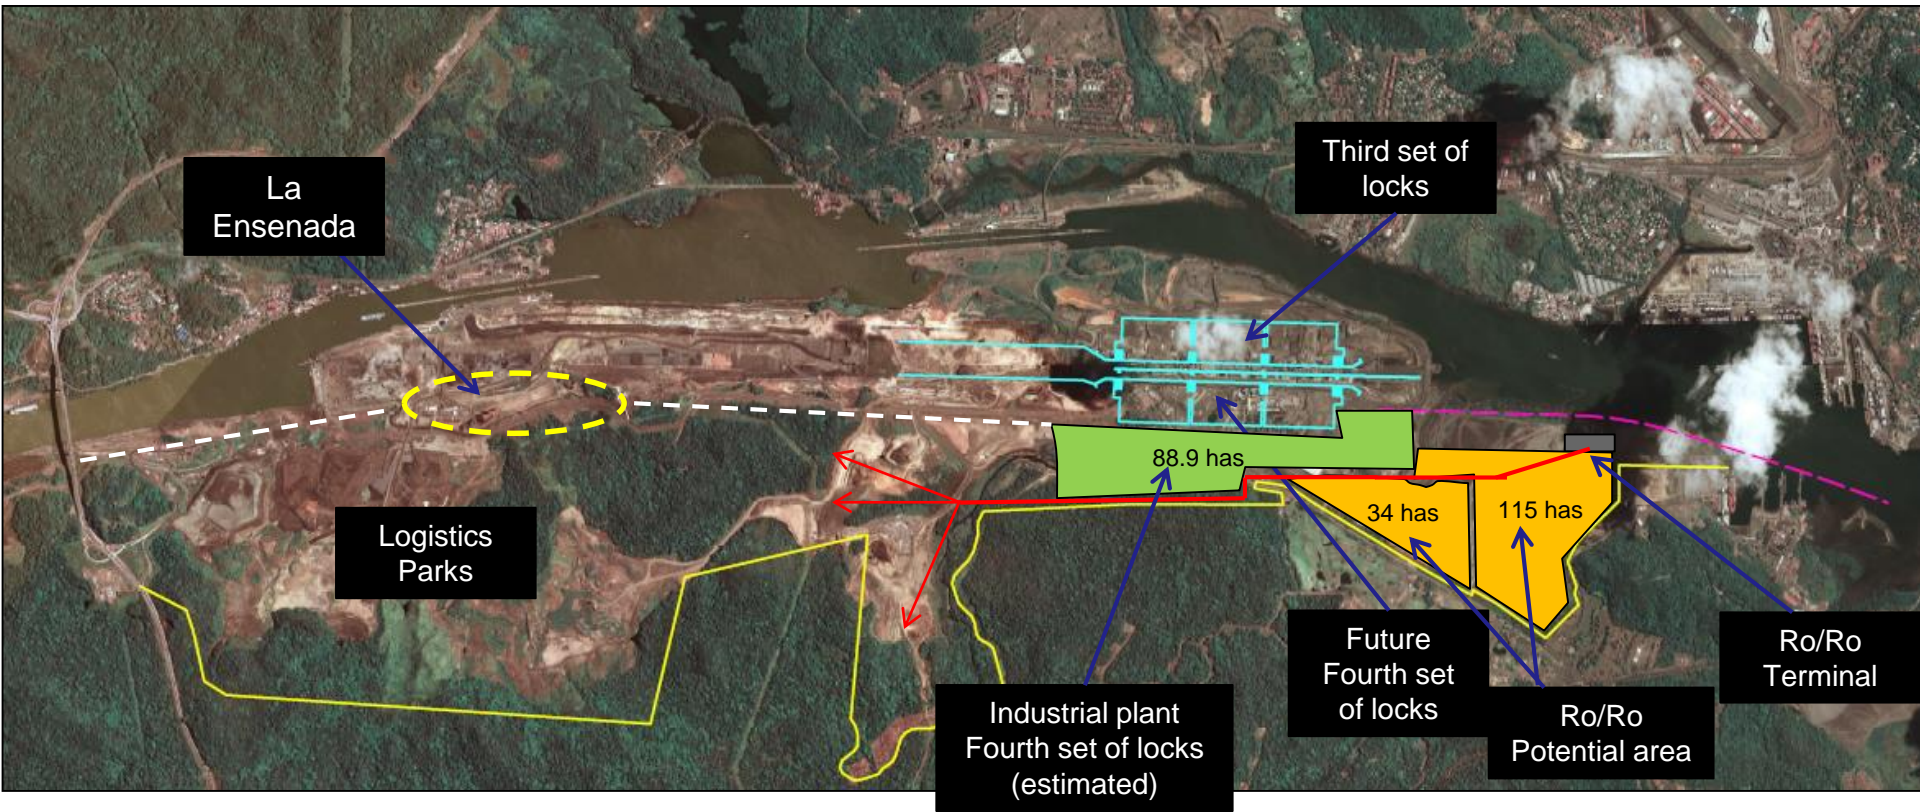 Third set of
locks
La
Ensenada
88.9 has
34 has
115 has
Logistics
Parks
Future
Fourth set
of locks
Ro/Ro
Terminal
Industrial plant
Fourth set of locks
(estimated)
Ro/Ro
Potential area